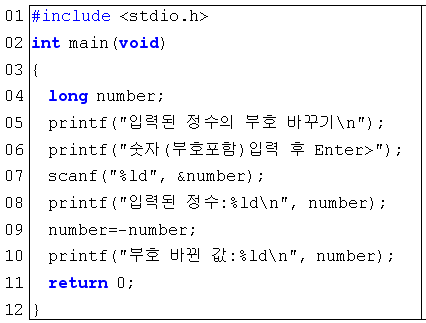 01 #include <stdio.h>
02 int main(void)
03 {
04 long number;
05 printf("입력된 정수의 부호 바꾸기\n");
06 printf("숫자(부호포함)입력 후 Enter>");
07 scanf("%ld", &number);
08 printf("입력된 정수:%ld\n", number);
09 number=-number;
10 printf("부호 바뀐 값:%ld\n", number);
11 return 0;
12 }